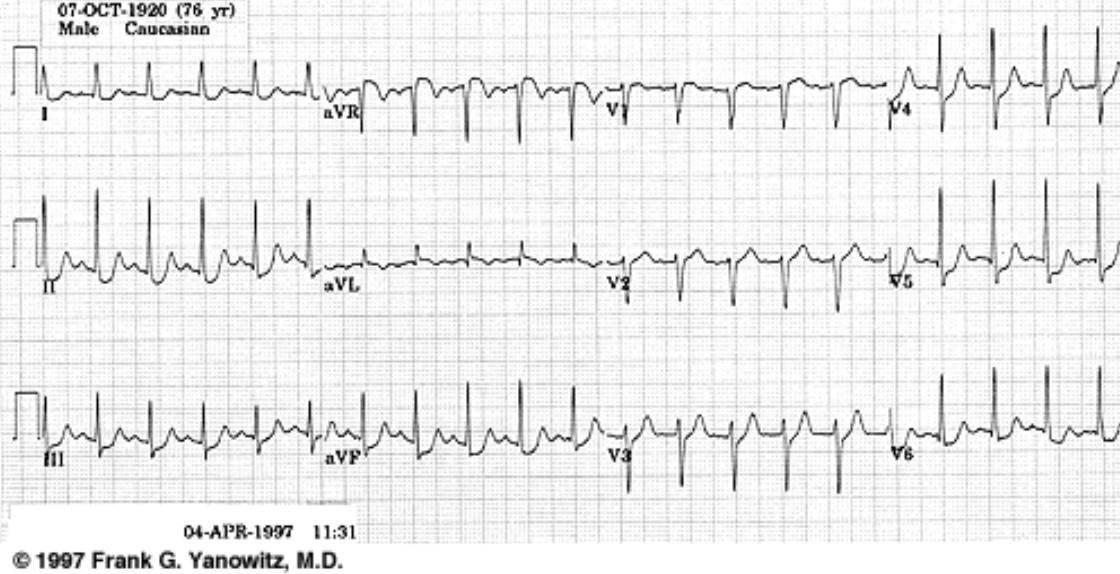 07-OCT-1920 (76 yr)
Male Caucasian
I
aVR
V1
V4
II
aVL
V2
V5
III
aVF
V3
V6
04-APR-1997 11:31
© 1997 Frank G. Yanowitz, M.D.